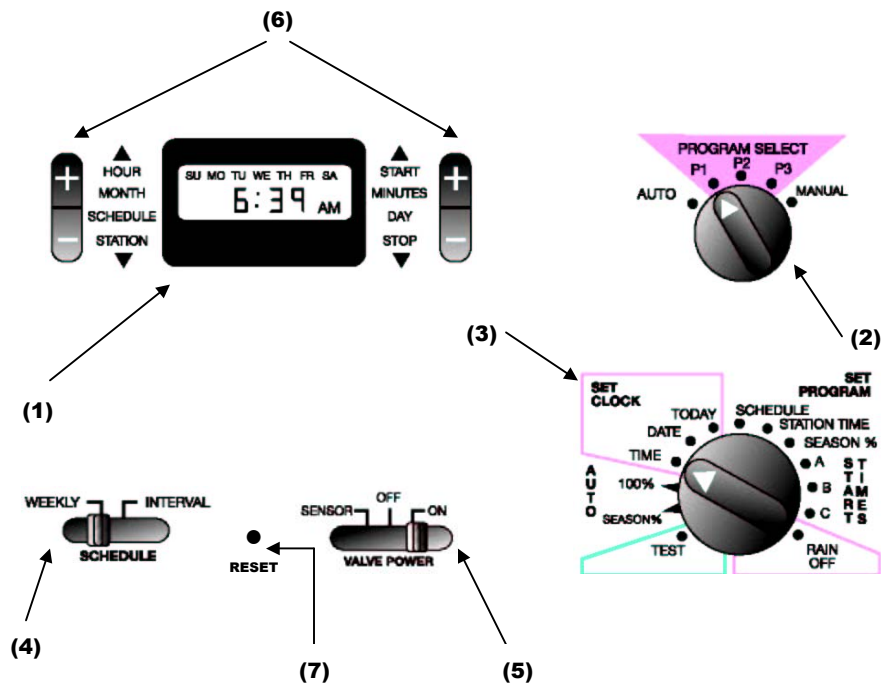 (6)
HOUR
MONTH
SCHEDULE
STATION
SU MO TU WE TH FR SA
6:39 AM
START
MINUTES
DAY
STOP
(1)
PROGRAM SELECT
AUTO
P1
P2
P3
MANUAL
(2)
(3)
SET
CLOCK
SET
PROGRAM
TODAY
DATE
TIME
SCHEDULE
STATION TIME
SEASON %
A
B
C
START
TIMES
AUTO
100%
SEASON%
TEST
RAIN
OFF
WEEKLY
INTERVAL
SCHEDULE
(4)
RESET
(7)
SENSOR
OFF
ON
VALVE POWER
(5)